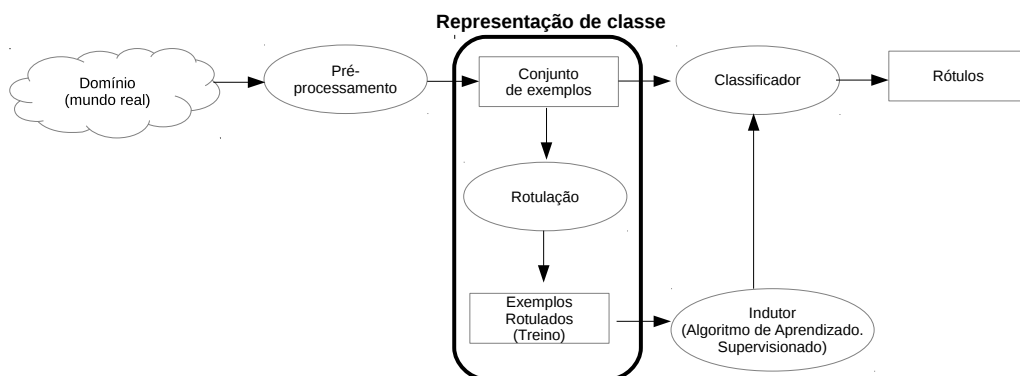 Representação de classe
Domínio
(mundo real)
Pré-
processamento
Conjunto
de exemplos
Classificador
Rótulos
Rotulação
Exemplos
Rotulados
(Treino)
Indutor
(Algoritmo de Aprendizado.
Supervisionado)